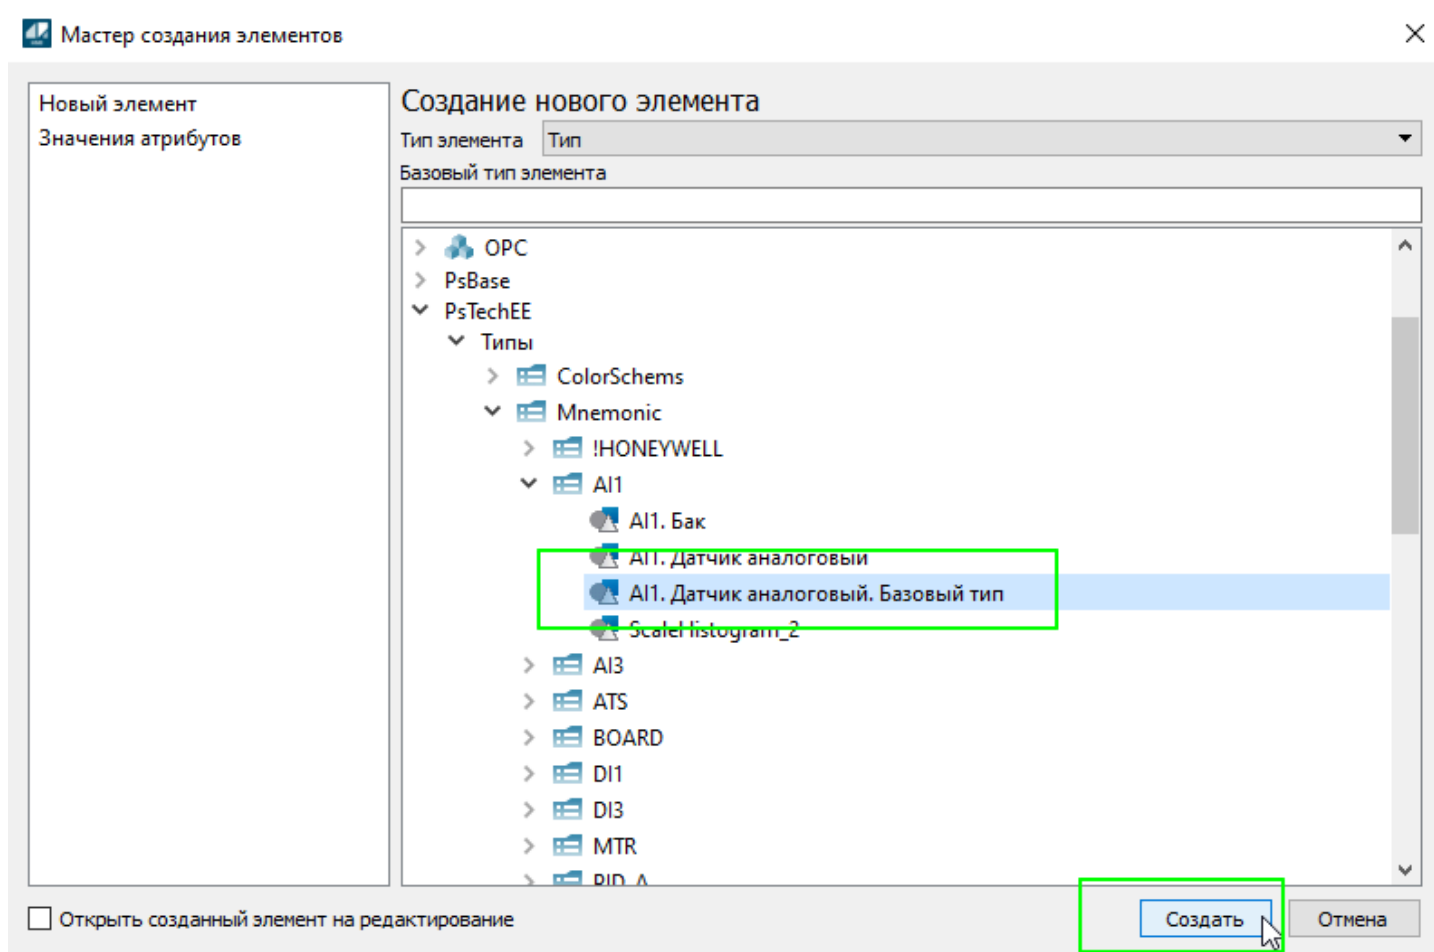 Мастер создания элементов
Новый элемент
Значения атрибутов
Создание нового элемента
Тип элемента Тип
Базовый тип элемента
OPC
PsBase
PsTechEE
Типы
ColorSchems
Mnemonic
!HONEYWELL
AI1
AI1. Бак
AI1. Датчик аналоговый
AI1. Датчик аналоговый. Базовый тип
ScaleHistogram_2
AI3
ATS
BOARD
DI1
DI3
MTR
PID_A
Открыть созданный элемент на редактирование
Создать
Отмена